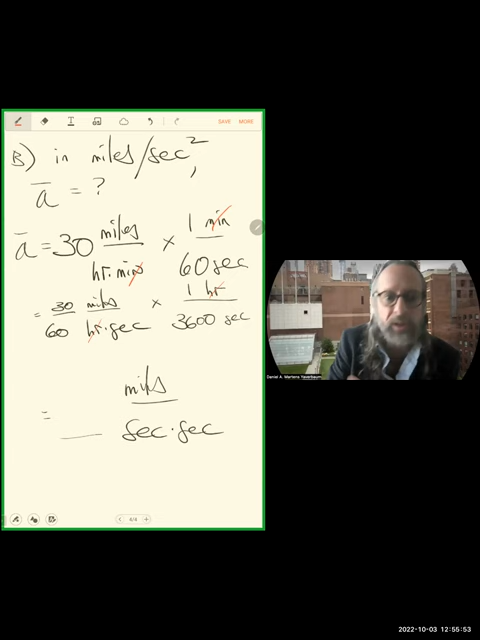 SAVE MORE
B) in miles/sec²,
a̅ = ?
a̅ = 30 miles/hr·min × 1 min/60 sec
= 30/60 miles/hr·sec × 1 hr/3600 sec
= __ miles/sec·sec
4/4
Daniel A. Martens Yaverbaum
2022-10-03 12:55:53